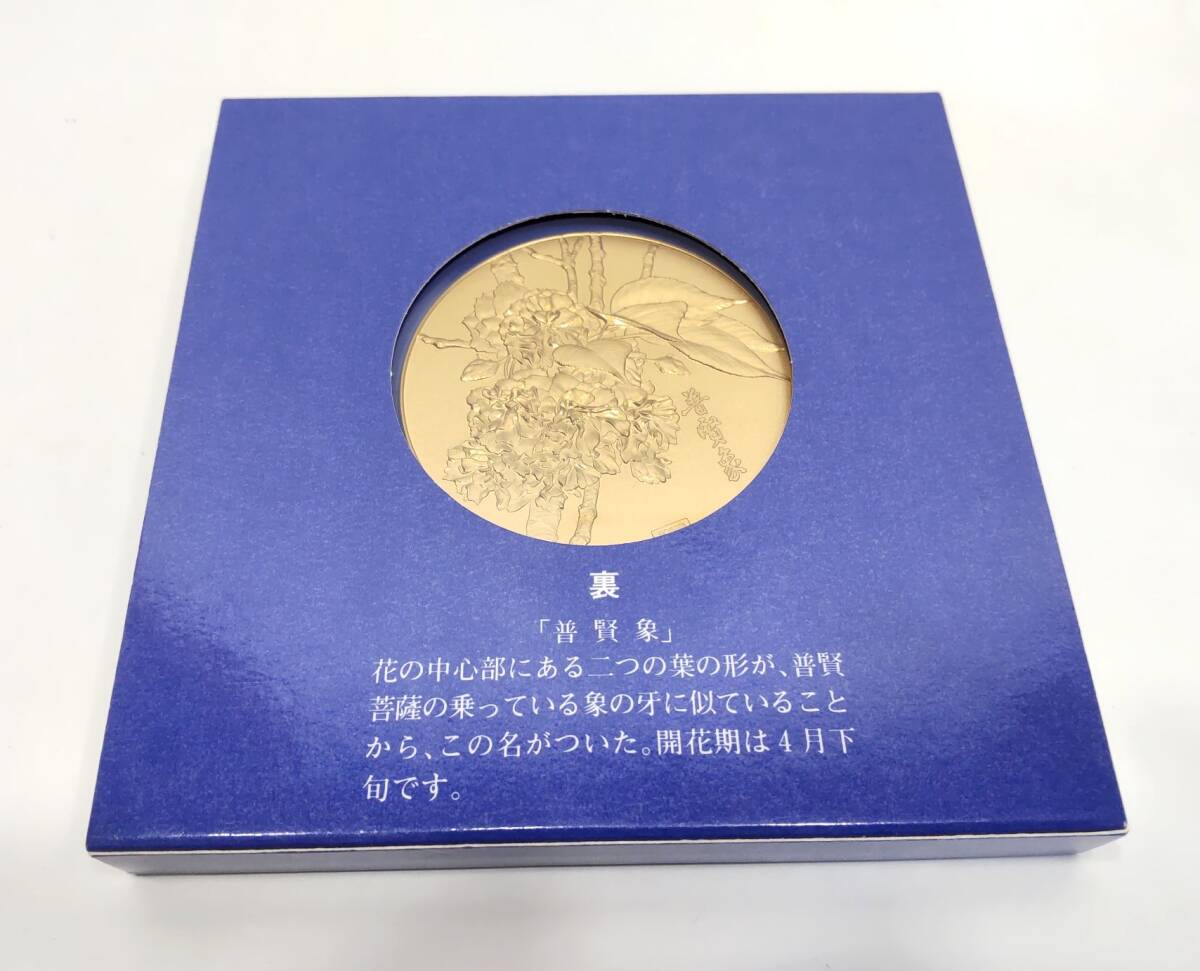 普賢象
裏
「普賢象」
花の中心部にある二つの葉の形が、普賢
菩薩の乗っている象の牙に似ていること
から、この名がついた。開花期は4月下
旬です。